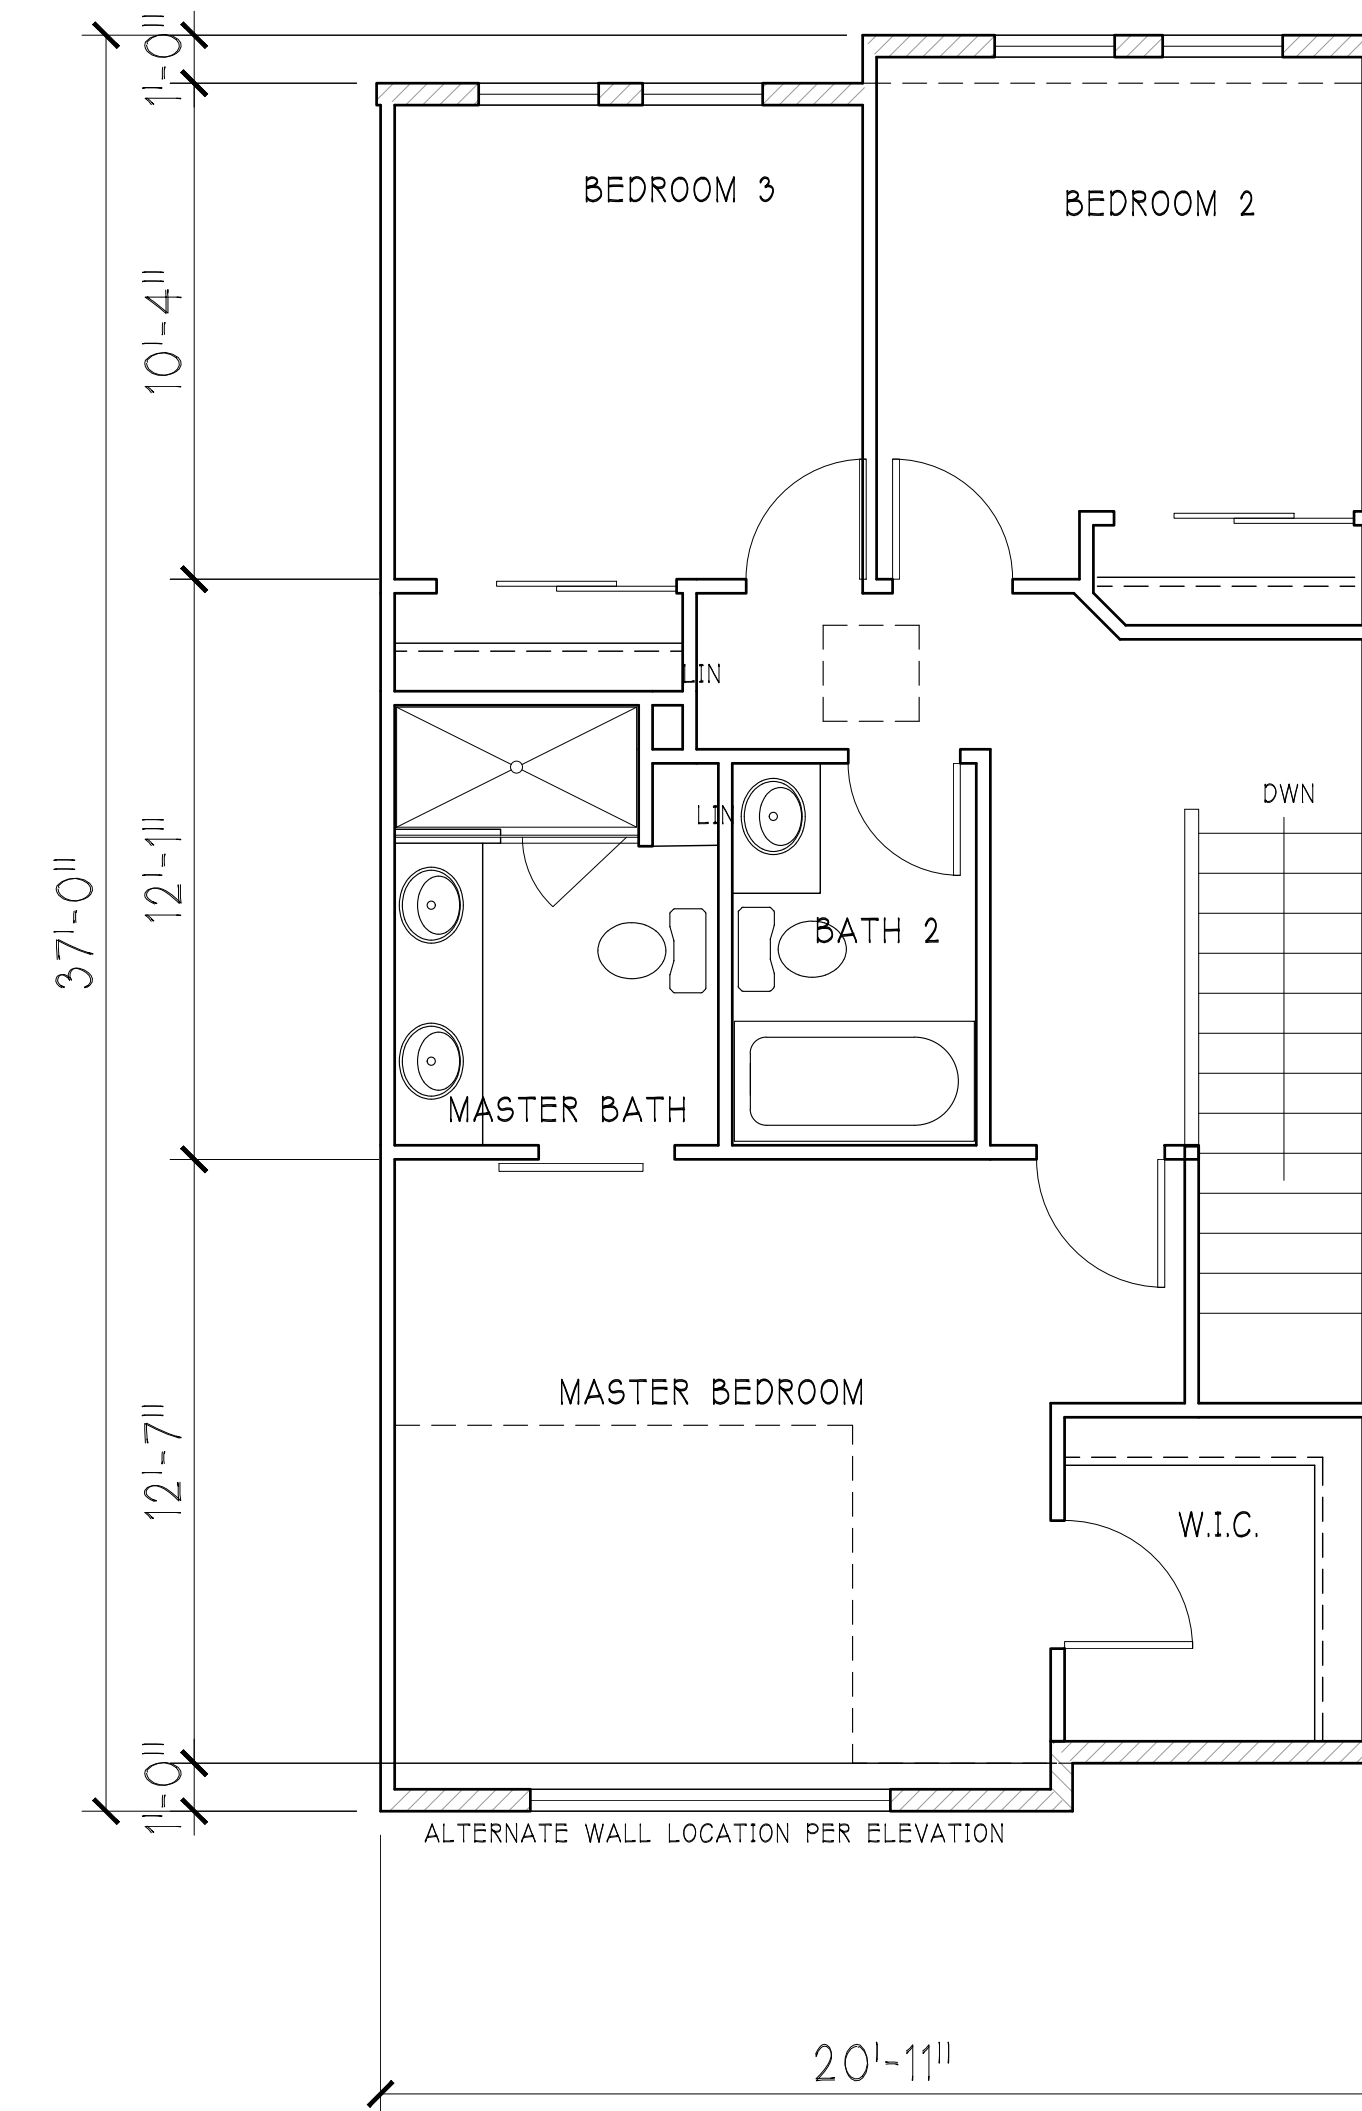 1'-0"
BEDROOM 3
BEDROOM 2
10'-4"
LIN
DWN
LIN
12'-1"
37'-0"
BATH 2
MASTER BATH
MASTER BEDROOM
12'-7"
W.I.C.
1'-0"
ALTERNATE WALL LOCATION PER ELEVATION
20'-11"